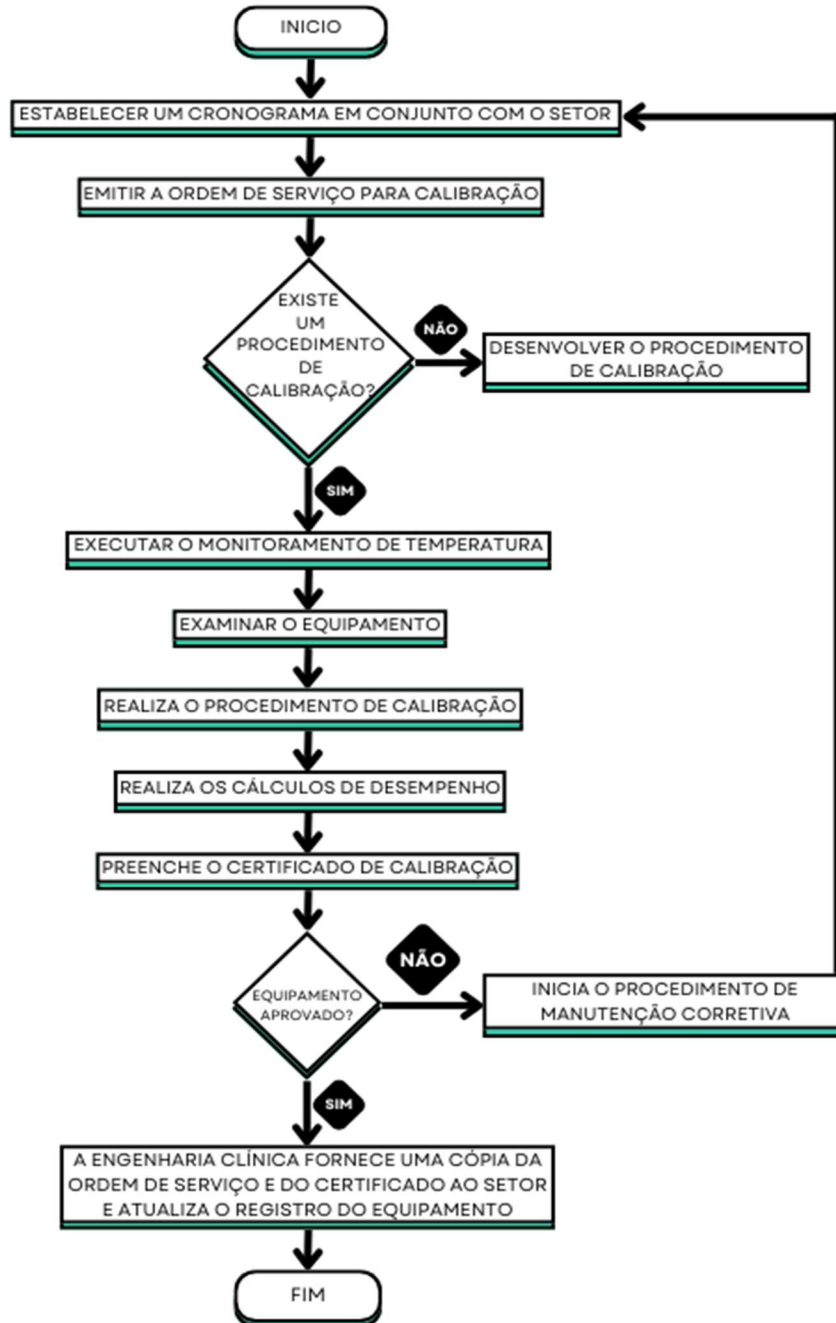 INICIO
ESTABELECER UM CRONOGRAMA EM CONJUNTO COM O SETOR
EMITIR A ORDEM DE SERVIÇO PARA CALIBRAÇÃO
EXISTE
UM
PROCEDIMENTO
DE
CALIBRAÇÃO?
NÃO
DESENVOLVER O PROCEDIMENTO
DE CALIBRAÇÃO
SIM
EXECUTAR O MONITORAMENTO DE TEMPERATURA
EXAMINAR O EQUIPAMENTO
REALIZA O PROCEDIMENTO DE CALIBRAÇÃO
REALIZA OS CÁLCULOS DE DESEMPENHO
PREENCHE O CERTIFICADO DE CALIBRAÇÃO
EQUIPAMENTO
APROVADO?
NÃO
INICIA O PROCEDIMENTO DE
MANUTENÇÃO CORRETIVA
SIM
A ENGENHARIA CLÍNICA FORNECE UMA CÓPIA DA
ORDEM DE SERVIÇO E DO CERTIFICADO AO SETOR
E ATUALIZA O REGISTRO DO EQUIPAMENTO
FIM